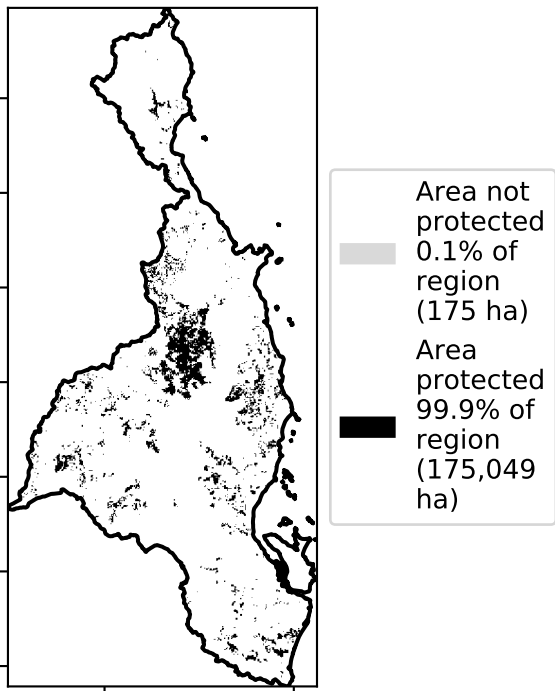 Area not
protected
0.1% of
region
(175 ha)
Area
protected
99.9% of
region
(175,049
ha)